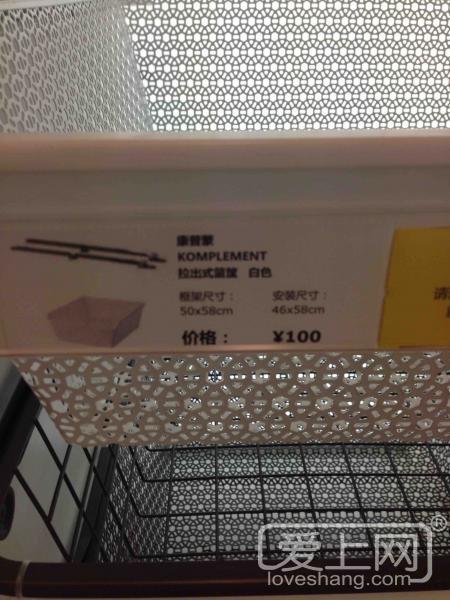 康普蒙
KOMPLEMENT
拉出式篮筐 白色
框架尺寸： 安装尺寸：
50x58cm 46x58cm
价格： ¥100
请
爱上网®
loveshang.com